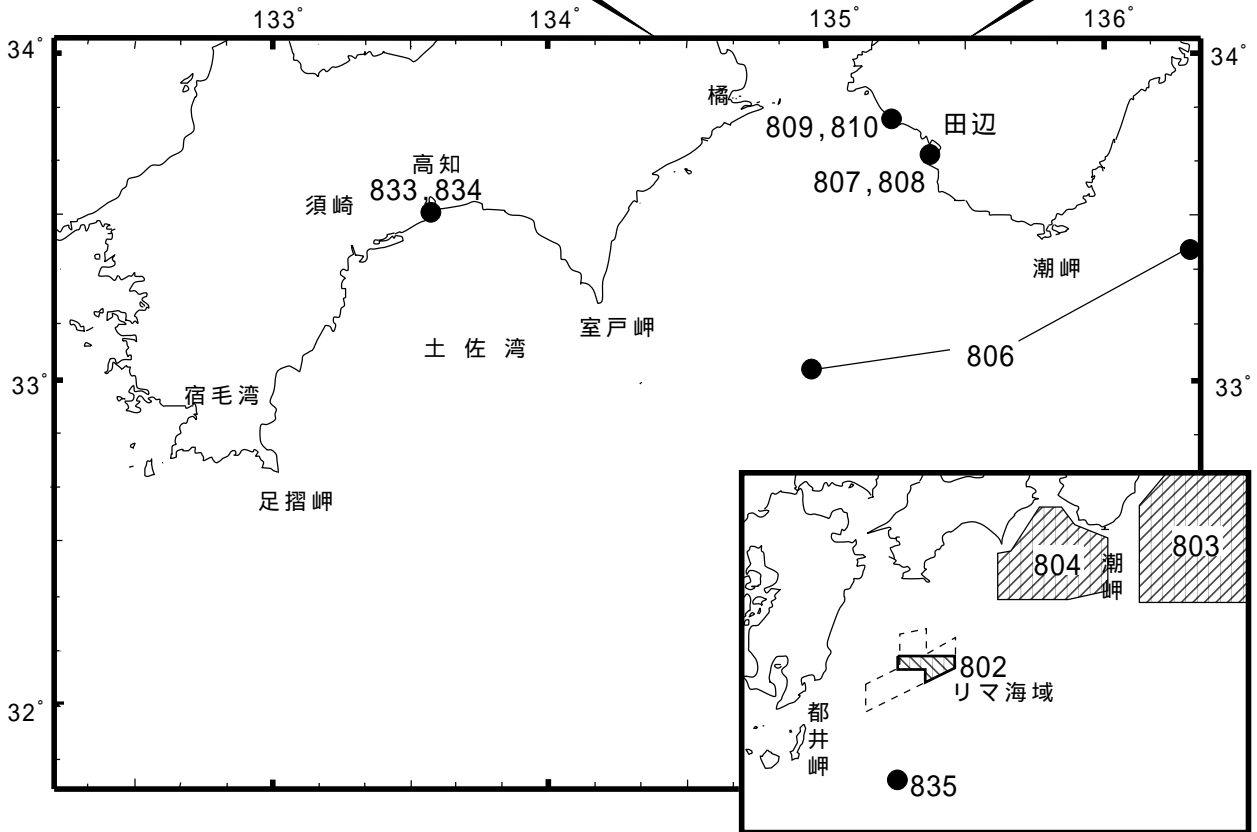 133°
134°
135°
136°
34°
34°
橘
809,810
田辺
高知
833,834
須崎
807,808
潮岬
室戸岬
土佐湾
806
33°
33°
宿毛湾
足摺岬
804
潮岬
803
802
リマ海域
32°
都井岬
835